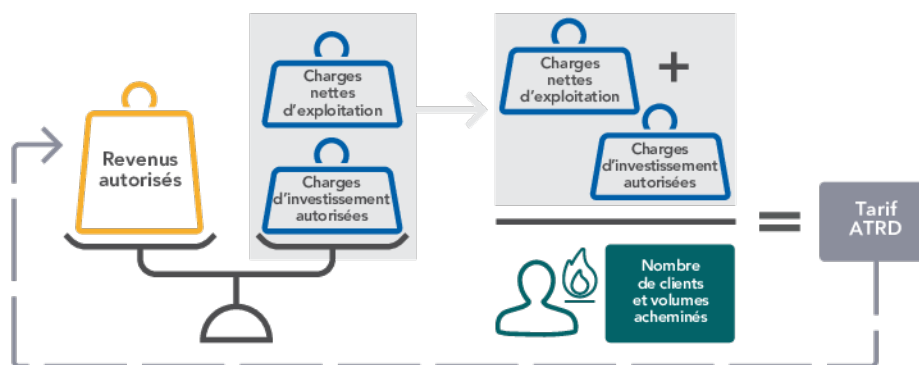 Revenus
autorisés
Charges
nettes
d'exploitation
Charges
d'investissement
autorisées
Charges
nettes
d'exploitation
+
Charges
d'investissement
autorisées
Nombre
de clients
et volumes
acheminés
=
Tarif
ATRD